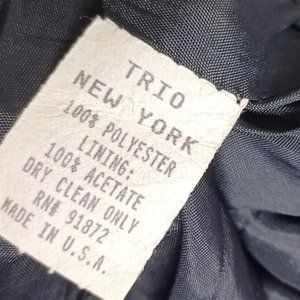 TRIO
NEW YORK
100% POLYESTER
LINING:
100% ACETATE
DRY CLEAN ONLY
RN# 91872
MADE IN U.S.A.